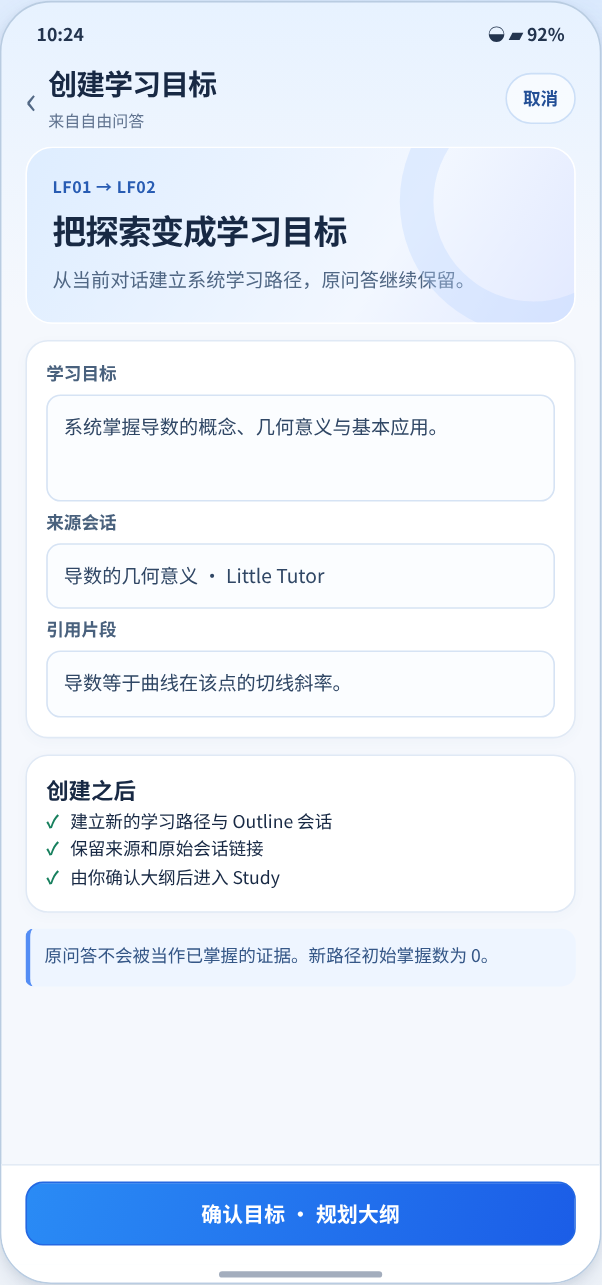 10:24
92%
创建学习目标
来自自由问答
取消
LF01 → LF02
把探索变成学习目标
从当前对话建立系统学习路径，原问答继续保留。
学习目标
系统掌握导数的概念、几何意义与基本应用。
来源会话
导数的几何意义 · Little Tutor
引用片段
导数等于曲线在该点的切线斜率。
创建之后
✓ 建立新的学习路径与 Outline 会话
✓ 保留来源和原始会话链接
✓ 由你确认大纲后进入 Study
原问答不会被当作已掌握的证据。新路径初始掌握数为 0。
确认目标 · 规划大纲